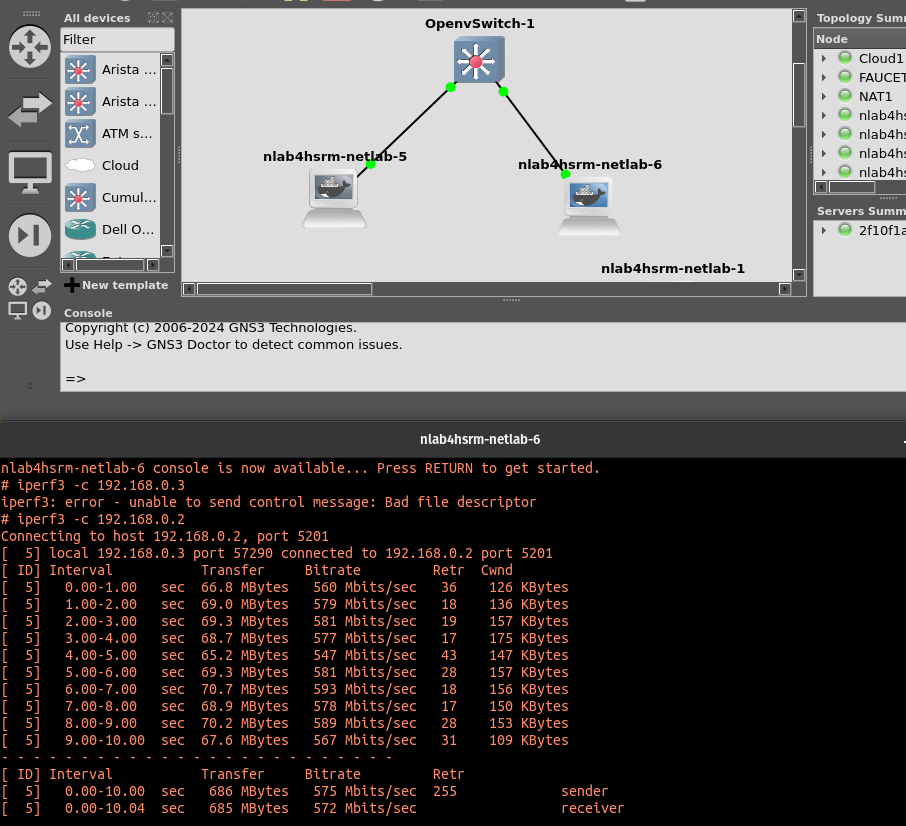 All devices
Filter
Arista ...
Arista ...
ATM s...
Cloud
Cumul...
Dell O...
New template
OpenvSwitch-1
nlab4hsrm-netlab-5
nlab4hsrm-netlab-6
nlab4hsrm-netlab-1
Topology Sum
Node
Cloud1
FAUCET
NAT1
nlab4hs
nlab4hs
nlab4hs
nlab4hs
Servers Summ
2f10f1a
Console
Copyright (c) 2006-2024 GNS3 Technologies.
Use Help -> GNS3 Doctor to detect common issues.
=>
nlab4hsrm-netlab-6
nlab4hsrm-netlab-6 console is now available... Press RETURN to get started.
# iperf3 -c 192.168.0.3
iperf3: error - unable to send control message: Bad file descriptor
# iperf3 -c 192.168.0.2
Connecting to host 192.168.0.2, port 5201
[  5] local 192.168.0.3 port 57290 connected to 192.168.0.2 port 5201
[ ID] Interval           Transfer     Bitrate         Retr  Cwnd
[  5]   0.00-1.00   sec  66.8 MBytes   560 Mbits/sec   36    126 KBytes
[  5]   1.00-2.00   sec  69.0 MBytes   579 Mbits/sec   18    136 KBytes
[  5]   2.00-3.00   sec  69.3 MBytes   581 Mbits/sec   19    157 KBytes
[  5]   3.00-4.00   sec  68.7 MBytes   577 Mbits/sec   17    175 KBytes
[  5]   4.00-5.00   sec  65.2 MBytes   547 Mbits/sec   43    147 KBytes
[  5]   5.00-6.00   sec  69.3 MBytes   581 Mbits/sec   28    157 KBytes
[  5]   6.00-7.00   sec  70.7 MBytes   593 Mbits/sec   18    156 KBytes
[  5]   7.00-8.00   sec  68.9 MBytes   578 Mbits/sec   17    150 KBytes
[  5]   8.00-9.00   sec  70.2 MBytes   589 Mbits/sec   28    153 KBytes
[  5]   9.00-10.00  sec  67.6 MBytes   567 Mbits/sec   31    109 KBytes
- - - - - - - - - - - - - - - - - - - - - - - - -
[ ID] Interval           Transfer     Bitrate         Retr
[  5]   0.00-10.00  sec   686 MBytes   575 Mbits/sec  255             sender
[  5]   0.00-10.04  sec   685 MBytes   572 Mbits/sec                  receiver